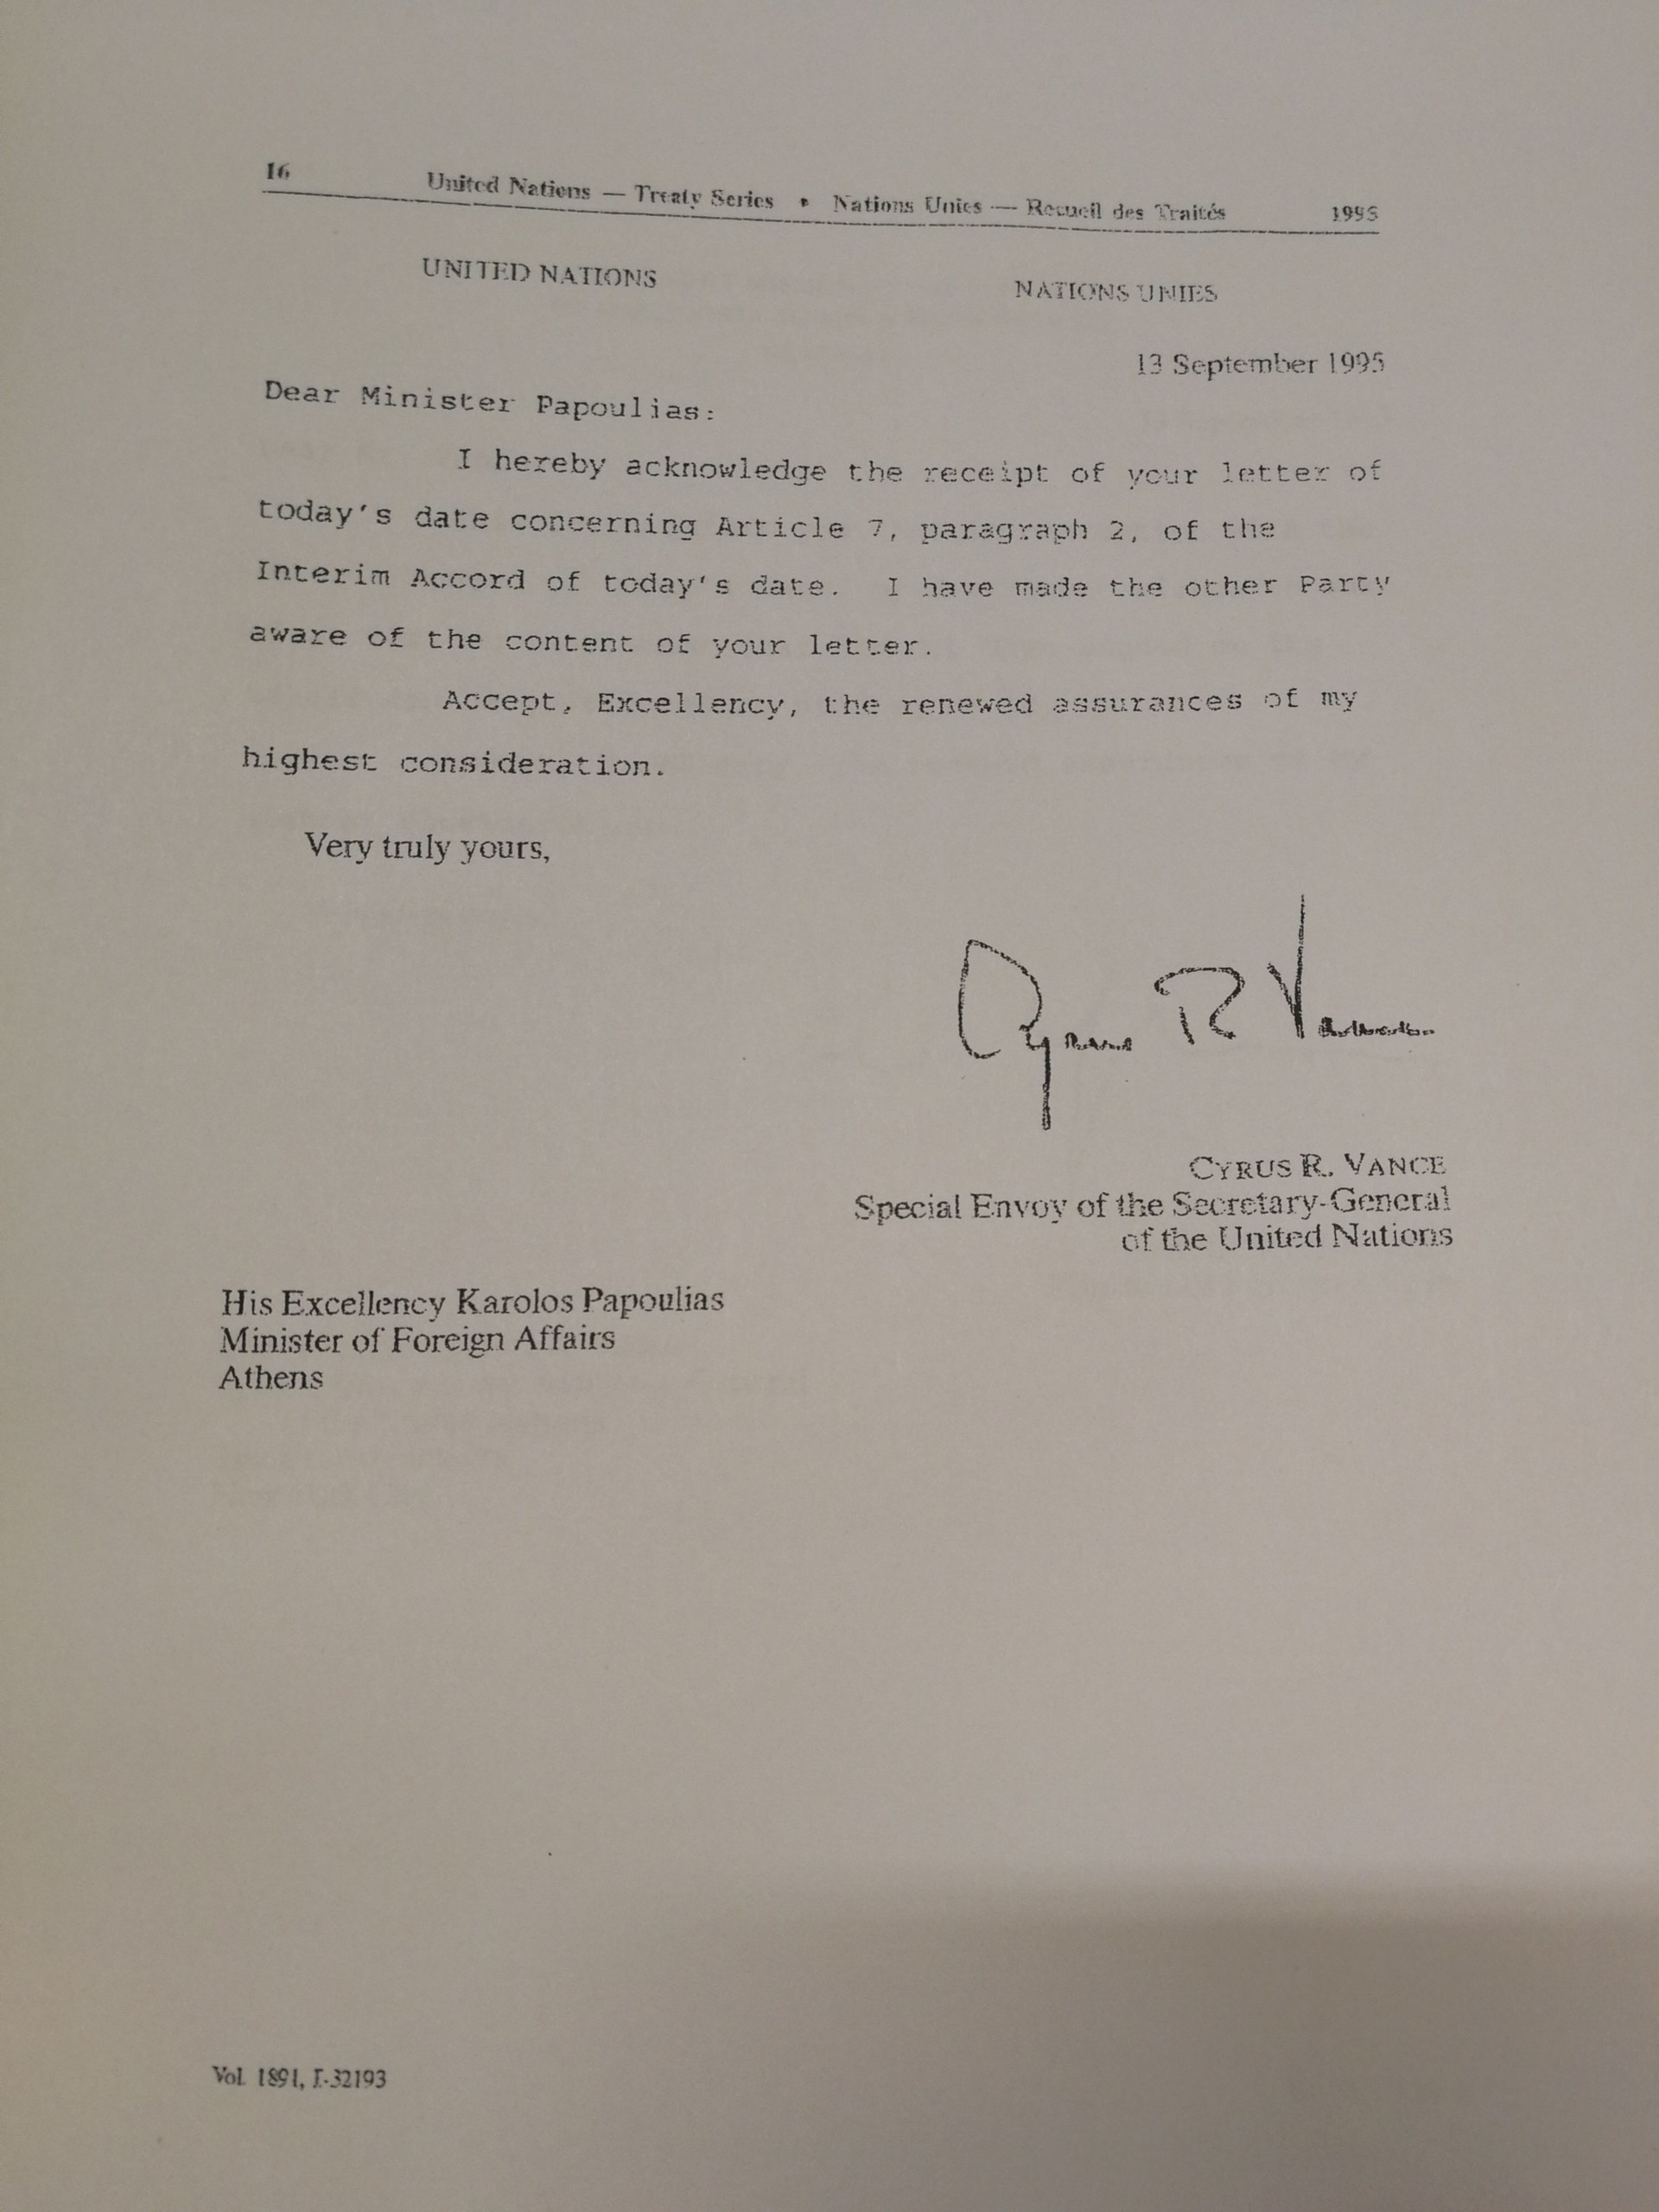 16 United Nations — Treaty Series • Nations Unies — Recueil des Traités 1995
UNITED NATIONS NATIONS UNIES
13 September 1995
Dear Minister Papoulias:
I hereby acknowledge the receipt of your letter of
today's date concerning Article 7, paragraph 2, of the
Interim Accord of today's date. I have made the other Party
aware of the content of your letter.
Accept, Excellency, the renewed assurances of my
highest consideration.
Very truly yours,
Cyrus R Vance
CYRUS R. VANCE
Special Envoy of the Secretary-General
of the United Nations
His Excellency Karolos Papoulias
Minister of Foreign Affairs
Athens
Vol. 1891, I-32193